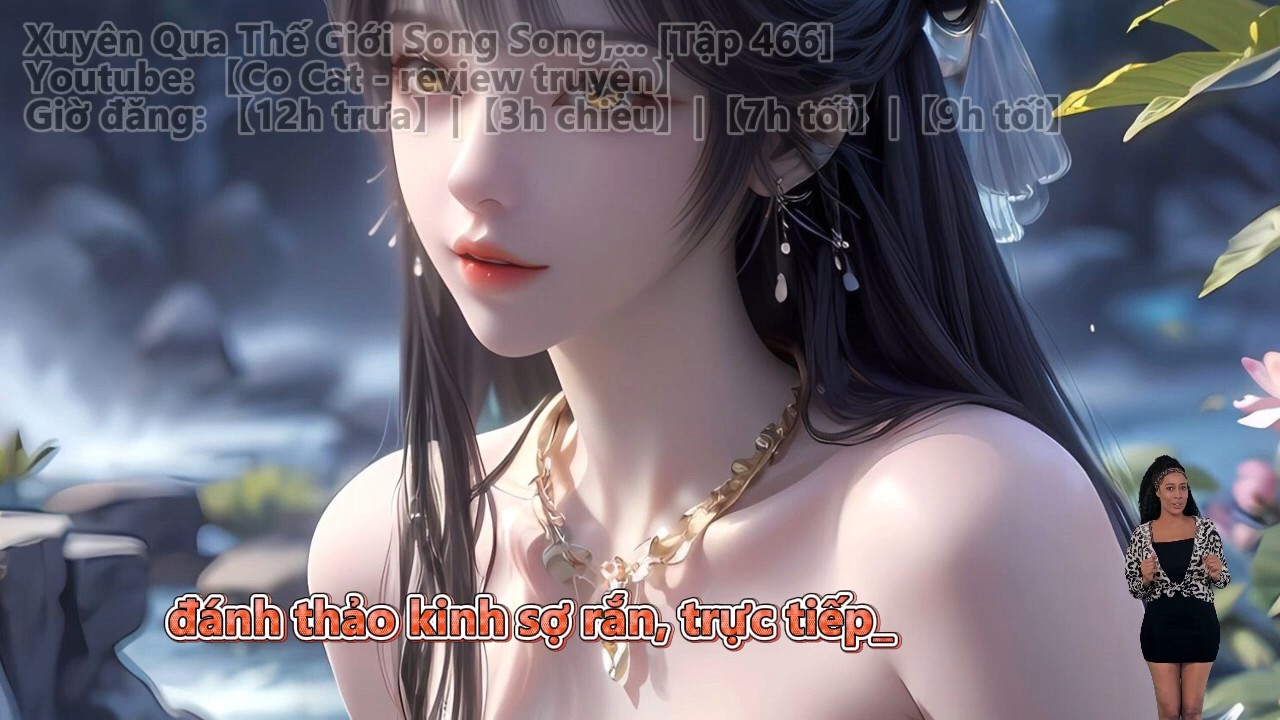 Xuyên Qua Thế Giới Song Song,... [Tập 466]
Youtube: 【Co Cat - review truyện】
Giờ đăng: 【12h trưa】 | 【3h chiều】 | 【7h tối】 | 【9h tối】
đánh thảo kinh sợ rắn, trực tiếp_